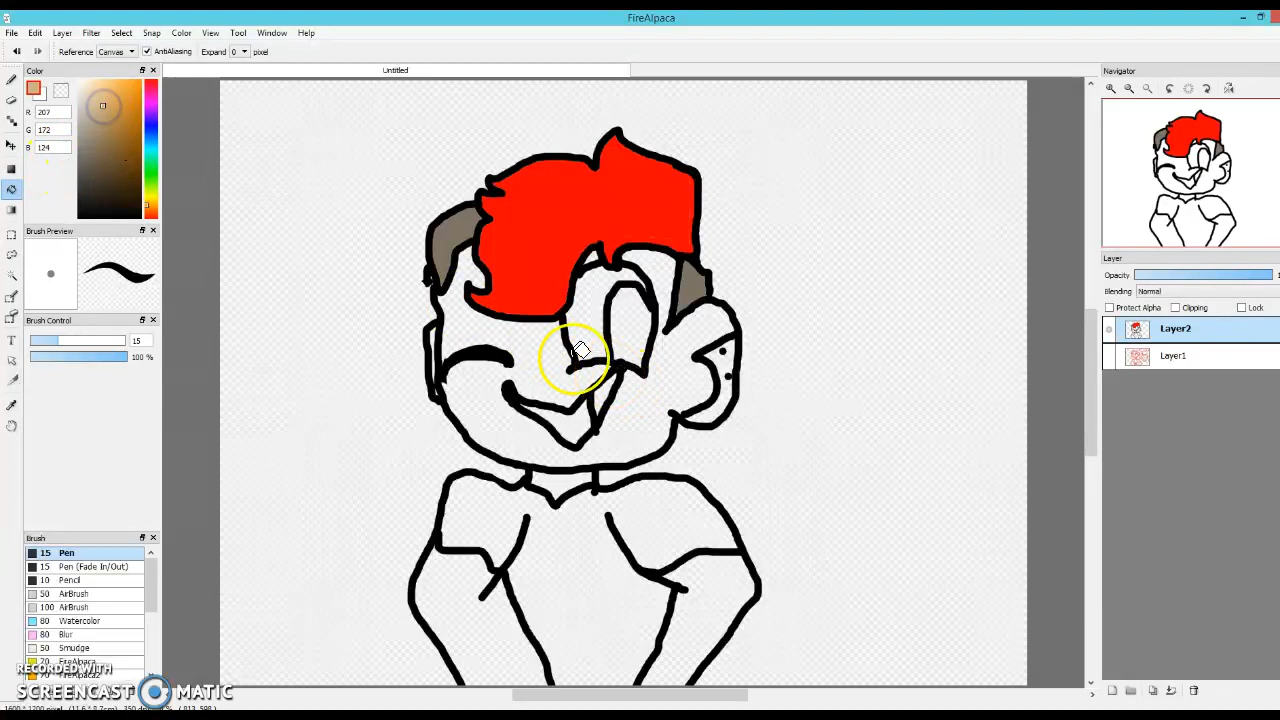 FireAlpaca
File Edit Layer Filter Select Snap Color View Tool Window Help
Reference Canvas AntiAliasing Expand 0 pixel
Color
Untitled
Navigator
R 207
G 172
B 124
Brush Preview
Layer
Opacity
Blending Normal
Protect Alpha Clipping Lock
Brush Control
Layer2
15
Layer1
100 %
Brush
15 Pen
15 Pen (Fade In/Out)
10 Pencil
50 AirBrush
100 AirBrush
80 Watercolor
80 Blur
50 Smudge
70 FireAlpaca
70 FireAlpaca2
RECORDED WITH
SCREENCAST MATIC